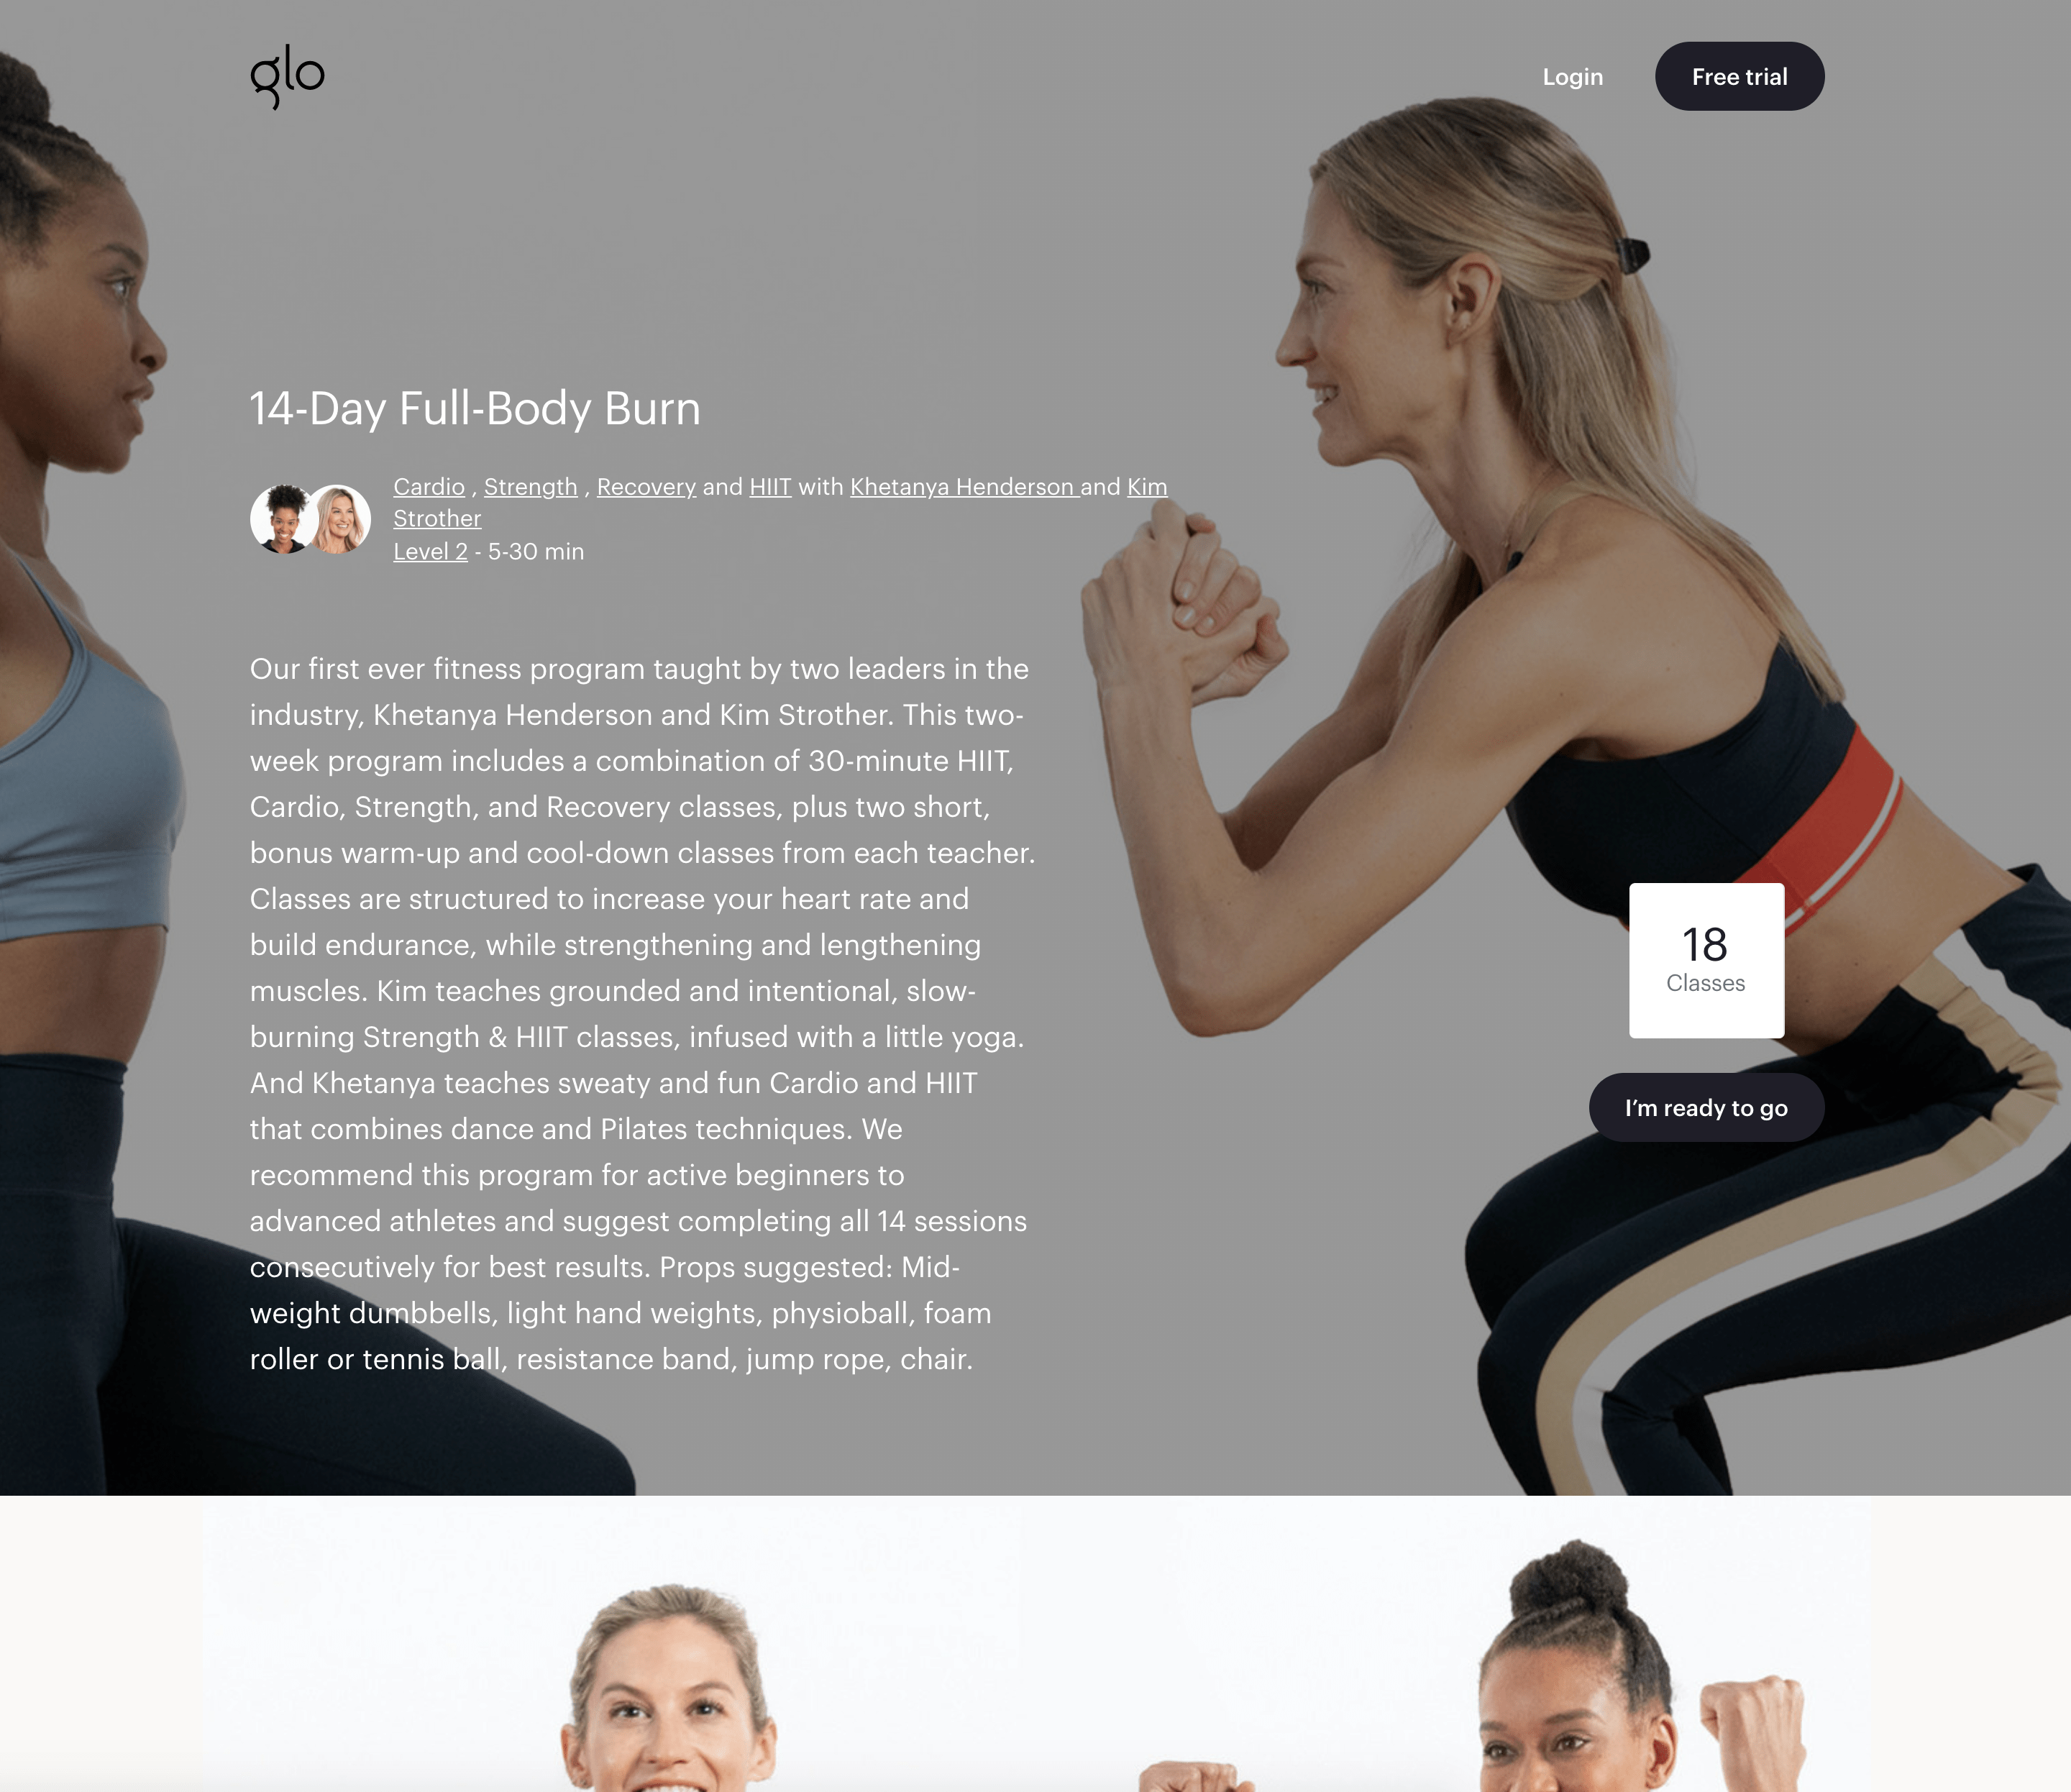 glo
Login
Free trial
14-Day Full-Body Burn
Cardio , Strength , Recovery and HIIT with Khetanya Henderson and Kim
Strother
Level 2 - 5-30 min
Our first ever fitness program taught by two leaders in the
industry, Khetanya Henderson and Kim Strother. This two-
week program includes a combination of 30-minute HIIT,
Cardio, Strength, and Recovery classes, plus two short,
bonus warm-up and cool-down classes from each teacher.
Classes are structured to increase your heart rate and
build endurance, while strengthening and lengthening
muscles. Kim teaches grounded and intentional, slow-
burning Strength & HIIT classes, infused with a little yoga.
And Khetanya teaches sweaty and fun Cardio and HIIT
that combines dance and Pilates techniques. We
recommend this program for active beginners to
advanced athletes and suggest completing all 14 sessions
consecutively for best results. Props suggested: Mid-
weight dumbbells, light hand weights, physioball, foam
roller or tennis ball, resistance band, jump rope, chair.
18
Classes
I’m ready to go